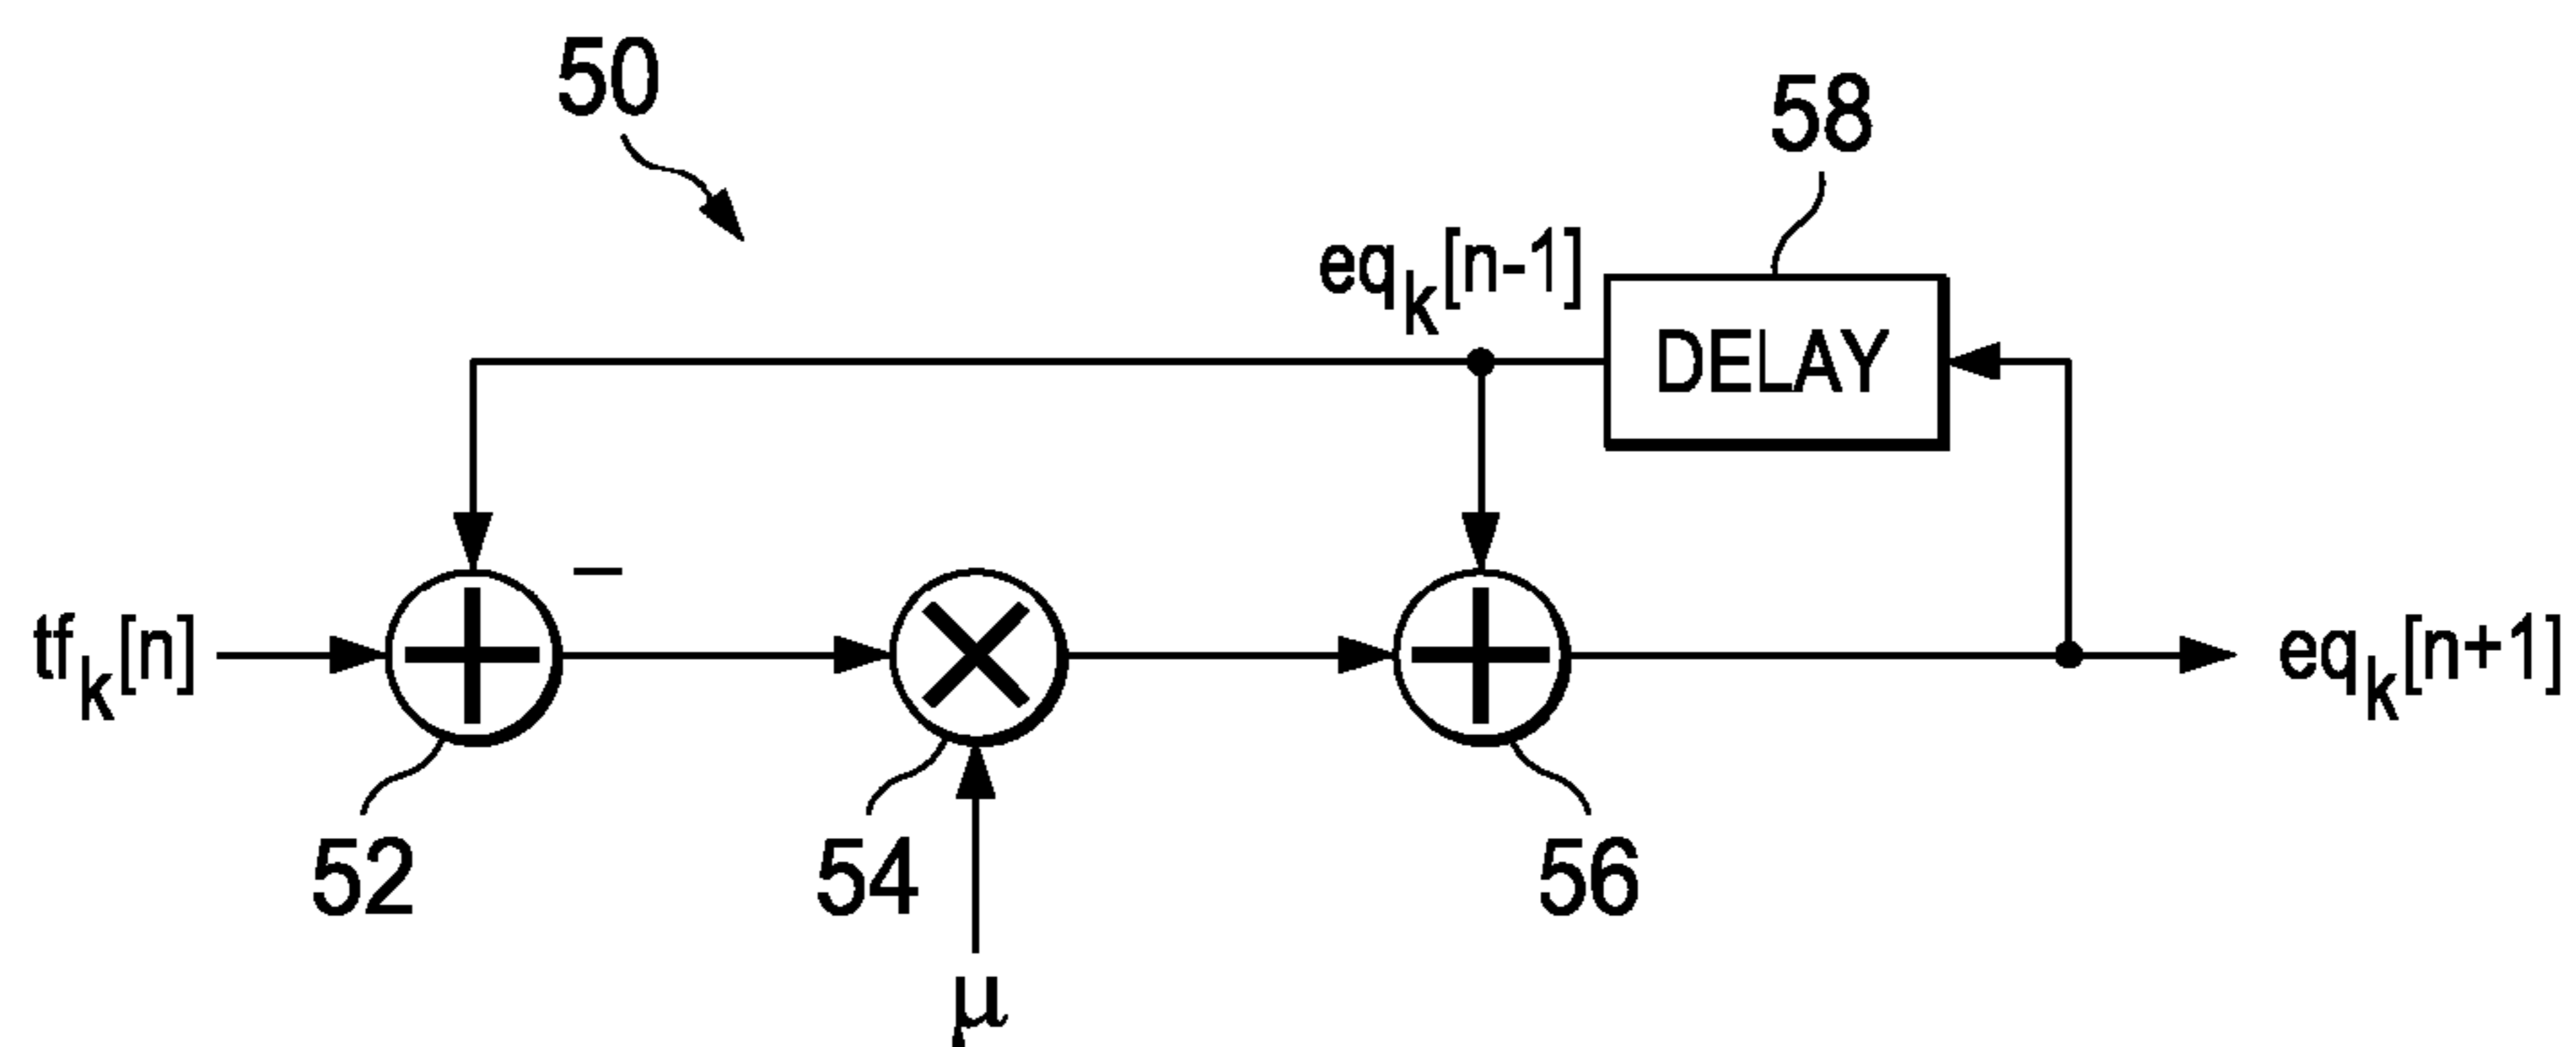 50
58
eqk[n-1]
DELAY
–
tfk[n]
eqk[n+1]
52
54
56
µ